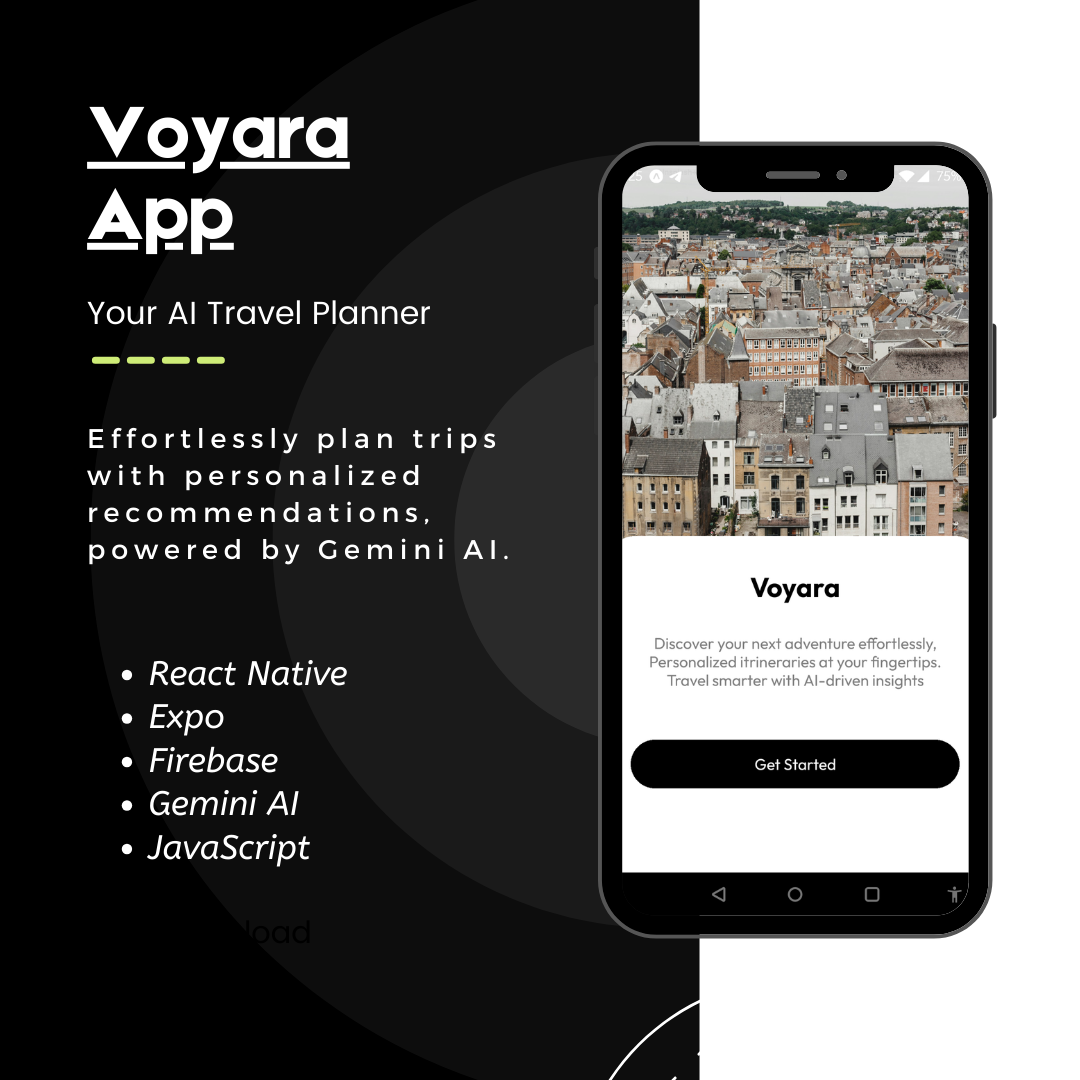 Voyara
App
Your AI Travel Planner
Effortlessly plan trips
with personalized
recommendations,
powered by Gemini AI.
• React Native
• Expo
• Firebase
• Gemini AI
• JavaScript
load
75%
Voyara
Discover your next adventure effortlessly,
Personalized itrineraries at your fingertips.
Travel smarter with AI-driven insights
Get Started